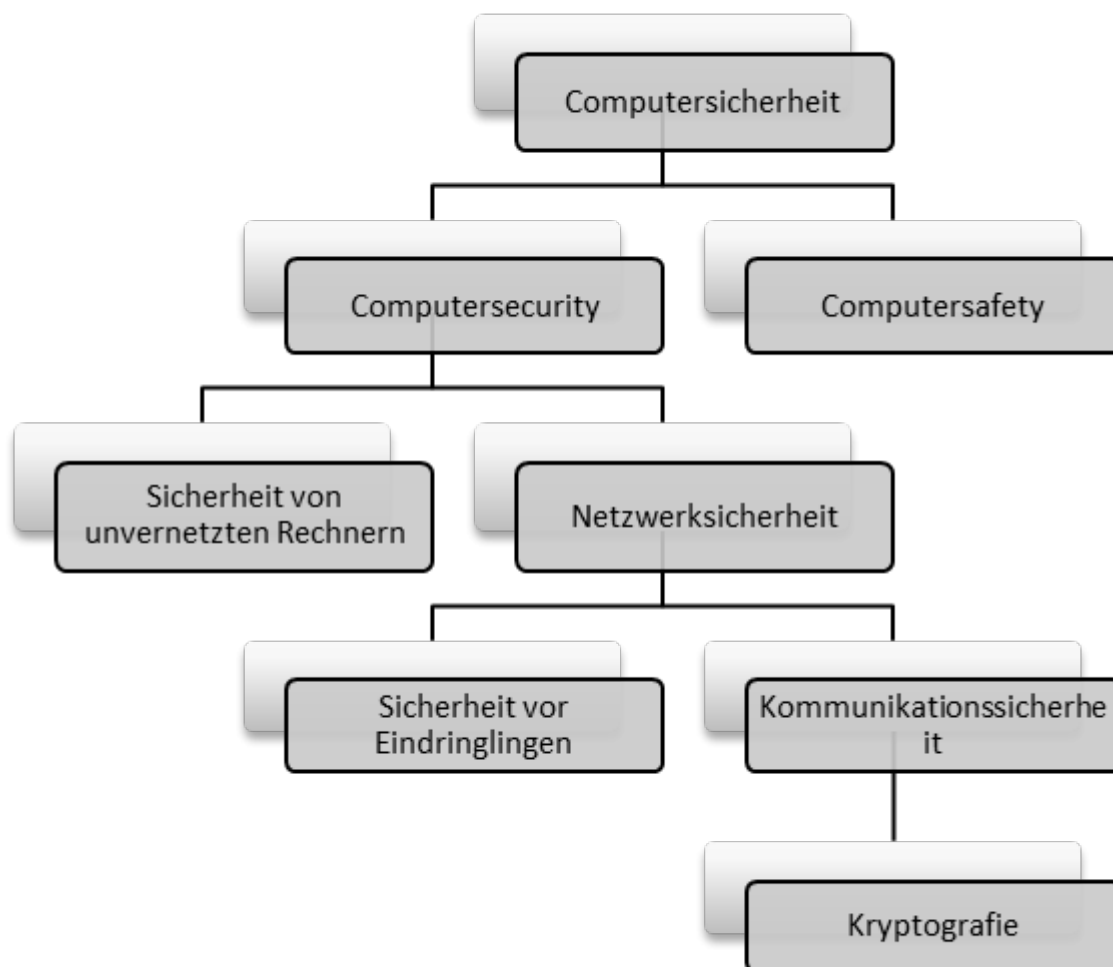 Computersicherheit
Computersecurity
Computersafety
Sicherheit von
unvernetzten Rechnern
Netzwerksicherheit
Sicherheit vor
Eindringlingen
Kommunikationssicherhe
it
Kryptografie